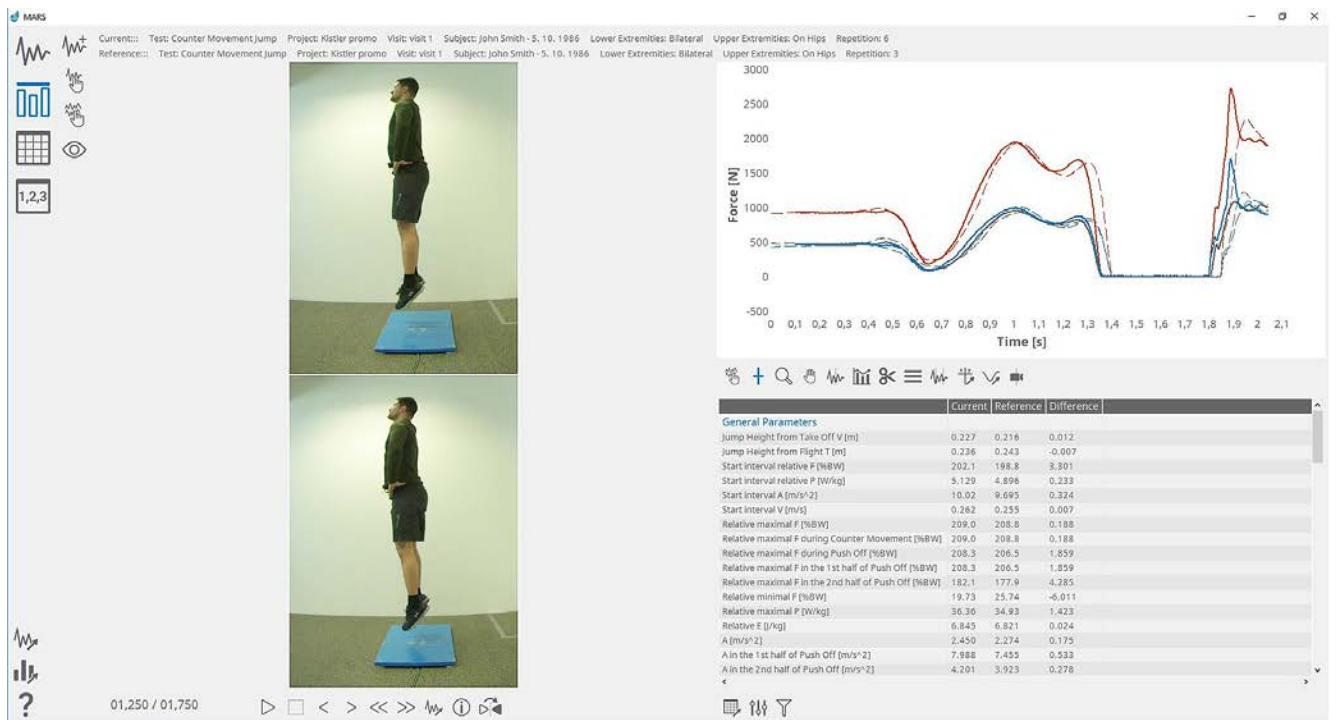 MARS
Current::: Test: Counter Movement Jump Project: Kistler promo Visit: visit 1 Subject: John Smith - 5. 10. 1986 Lower Extremities: Bilateral Upper Extremities: On Hips Repetition: 6
Reference::: Test: Counter Movement Jump Project: Kistler promo Visit: visit 1 Subject: John Smith - 5. 10. 1986 Lower Extremities: Bilateral Upper Extremities: On Hips Repetition: 3
1,2,3
3000
2500
2000
1500
1000
500
0
-500
Force [N]
0 0,1 0,2 0,3 0,4 0,5 0,6 0,7 0,8 0,9 1 1,1 1,2 1,3 1,4 1,5 1,6 1,7 1,8 1,9 2 2,1
Time [s]
Current Reference Difference
General Parameters
Jump Height from Take Off V [m] 0.227 0.216 0.012
Jump Height from Flight T [m] 0.236 0.243 -0.007
Start interval relative F [%BW] 202.1 198.8 3.301
Start interval relative P [W/kg] 5.129 4.896 0.233
Start interval A [m/s^2] 10.02 9.695 0.324
Start interval V [m/s] 0.262 0.255 0.007
Relative maximal F [%BW] 209.0 208.8 0.188
Relative maximal F during Counter Movement [%BW] 209.0 208.8 0.188
Relative maximal F during Push Off [%BW] 208.3 206.5 1.859
Relative maximal F in the 1st half of Push Off [%BW] 208.3 206.5 1.859
Relative maximal F in the 2nd half of Push Off [%BW] 182.1 177.9 4.285
Relative minimal F [%BW] 19.73 25.74 -6.011
Relative maximal P [W/kg] 36.36 34.93 1.423
Relative E [J/kg] 6.845 6.821 0.024
A [m/s^2] 2.450 2.274 0.175
A in the 1st half of Push Off [m/s^2] 7.988 7.455 0.533
A in the 2nd half of Push Off [m/s^2] 4.201 3.923 0.278
01,250 / 01,750